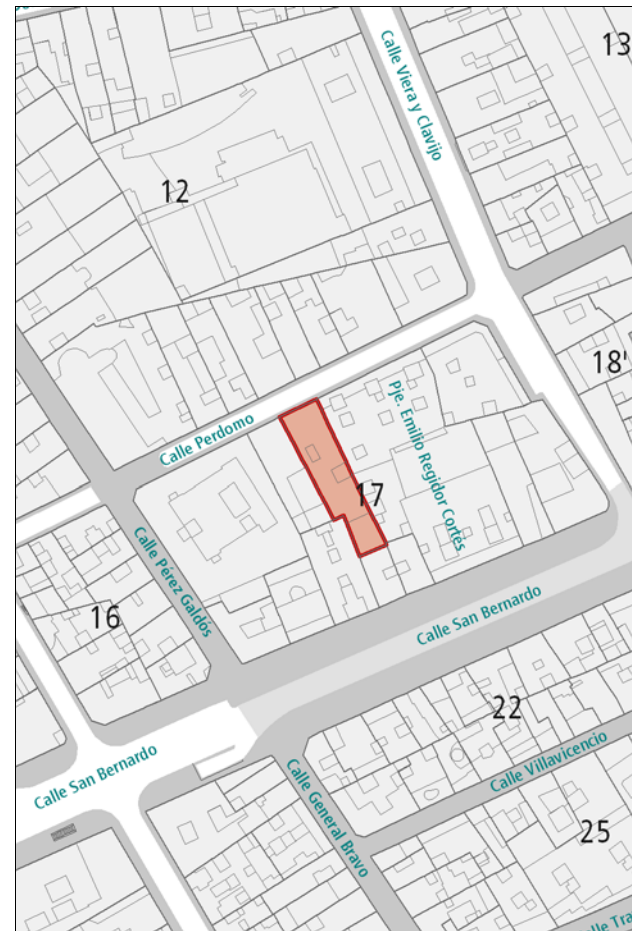 13
Calle Viera y Clavijo
12
18'
Pje. Emilio Regidor Cortés
Calle Perdomo
17
Calle Pérez Galdós
16
Calle San Bernardo
22
Calle San Bernardo
Calle Villavicencio
Calle General Bravo
25